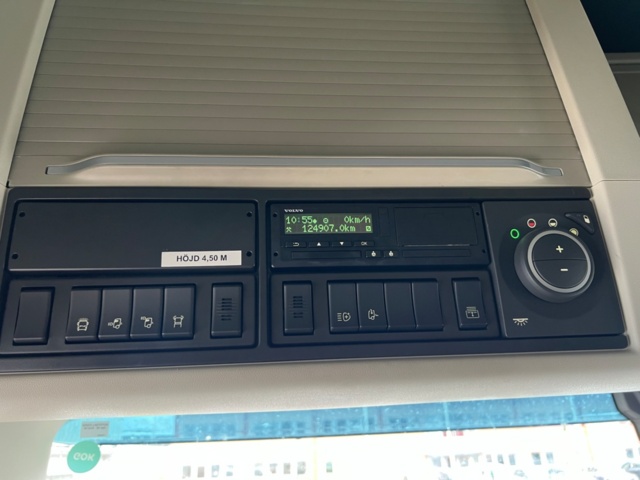 VOLVO
10:55 0km/h
124907.0km
OK
HÖJD 4,50 M
+
-